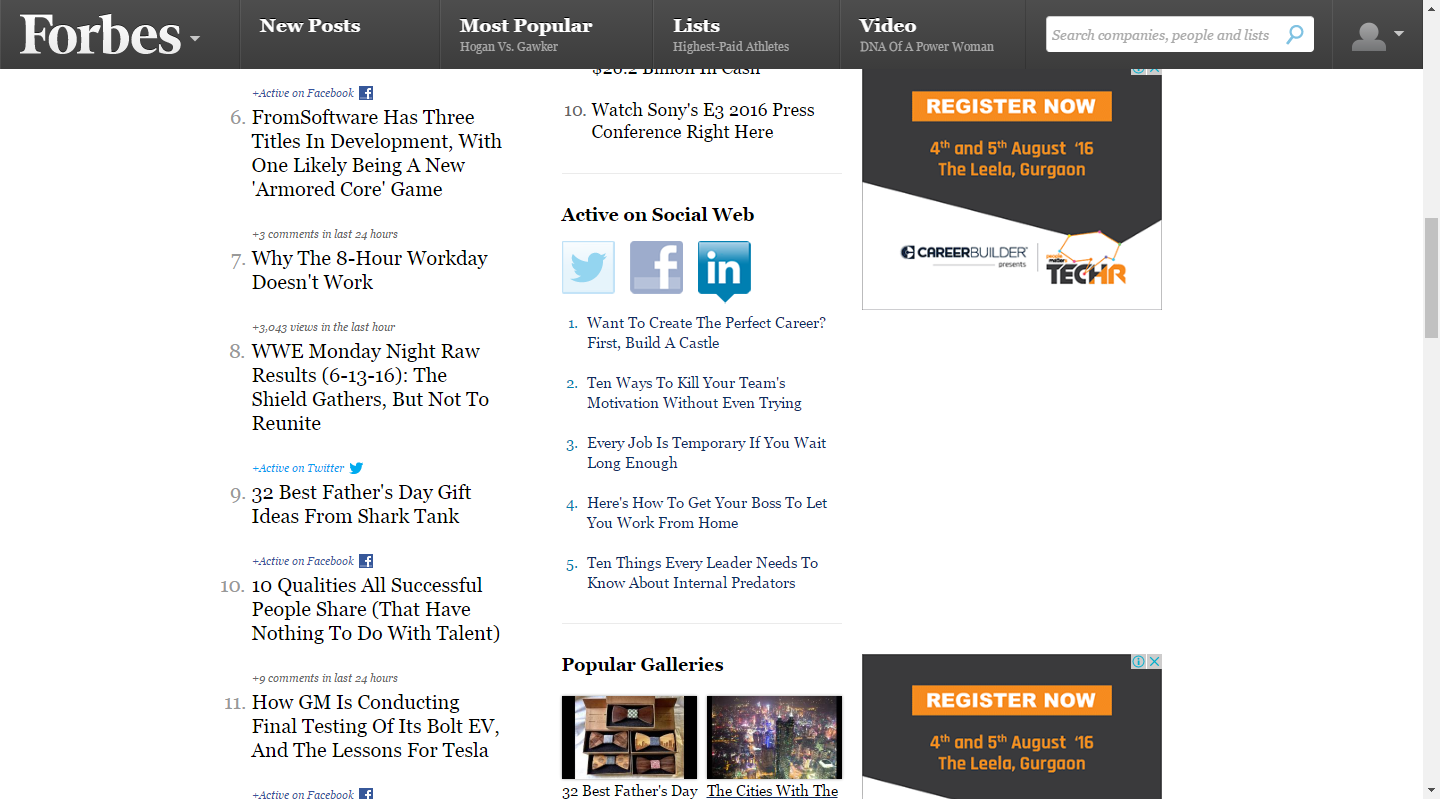 Forbes
New Posts
Most Popular
Hogan Vs. Gawker
Lists
Highest-Paid Athletes
Video
DNA Of A Power Woman
Search companies, people and lists
+Active on Facebook
6. FromSoftware Has Three
Titles In Development, With
One Likely Being A New
'Armored Core' Game
+3 comments in last 24 hours
7. Why The 8-Hour Workday
Doesn't Work
+3,043 views in the last hour
8. WWE Monday Night Raw
Results (6-13-16): The
Shield Gathers, But Not To
Reunite
+Active on Twitter
9. 32 Best Father's Day Gift
Ideas From Shark Tank
+Active on Facebook
10. 10 Qualities All Successful
People Share (That Have
Nothing To Do With Talent)
+9 comments in last 24 hours
11. How GM Is Conducting
Final Testing Of Its Bolt EV,
And The Lessons For Tesla
+Active on Facebook
$26.2 Billion In Cash
10. Watch Sony's E3 2016 Press
Conference Right Here
Active on Social Web
in
1. Want To Create The Perfect Career?
First, Build A Castle
2. Ten Ways To Kill Your Team's
Motivation Without Even Trying
3. Every Job Is Temporary If You Wait
Long Enough
4. Here's How To Get Your Boss To Let
You Work From Home
5. Ten Things Every Leader Needs To
Know About Internal Predators
Popular Galleries
32 Best Father's Day
The Cities With The
REGISTER NOW
4th and 5th August '16
The Leela, Gurgaon
CAREERBUILDER
presents
people
matters
TECHR
REGISTER NOW
4th and 5th August '16
The Leela, Gurgaon